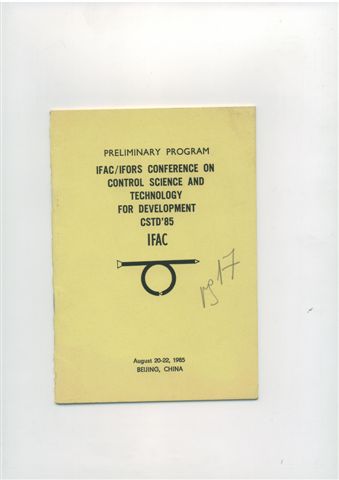 PRELIMINARY PROGRAM
IFAC/IFORS CONFERENCE ON
CONTROL SCIENCE AND
TECHNOLOGY
FOR DEVELOPMENT
CSTD'85
IFAC
pg 17
August 20-22, 1985
BEIJING, CHINA